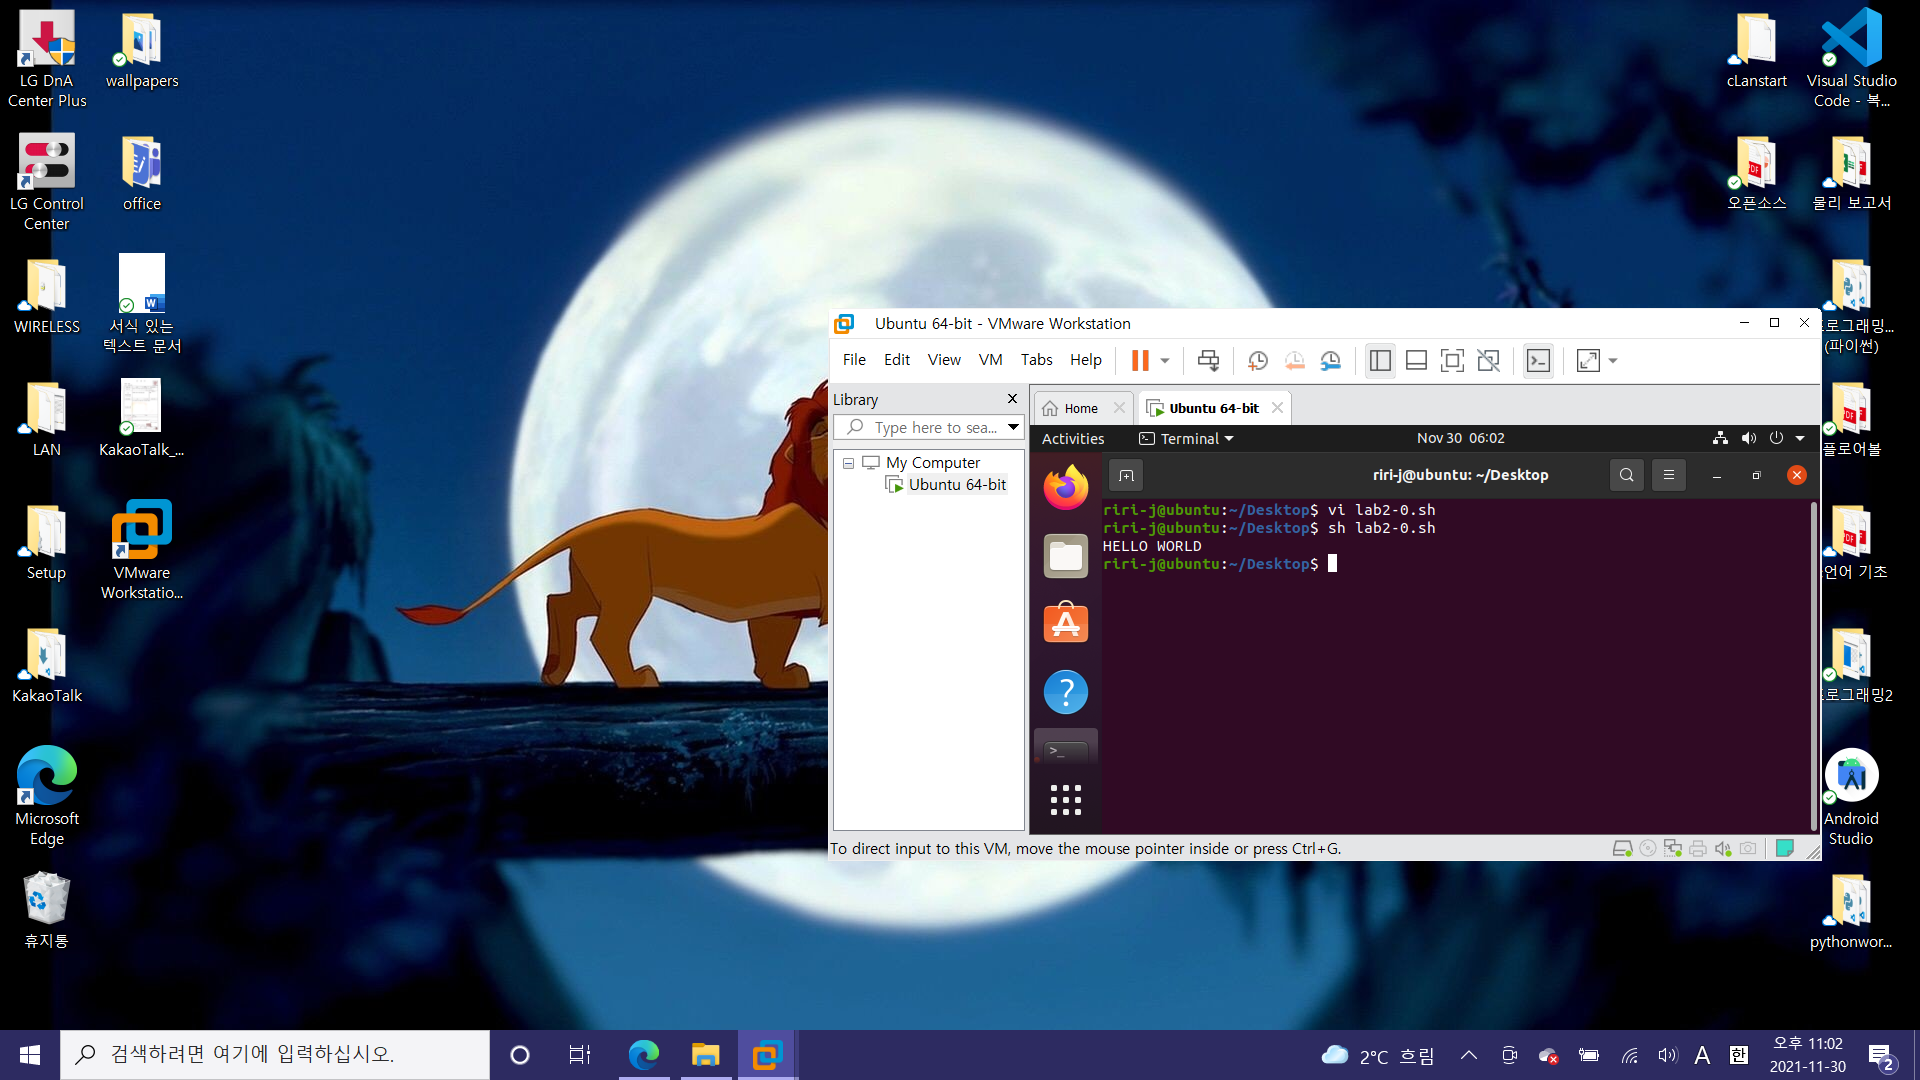 LG DnA
Center Plus
wallpapers
LG Control
Center
office
WIRELESS
서식 있는
텍스트 문서
LAN
KakaoTalk_...
Setup
VMware
Workstatio...
KakaoTalk
Microsoft
Edge
휴지통
cLanstart
Visual Studio
Code - 복...
오픈소스
물리 보고서
로그래밍...
(파이썬)
플로어볼
언어 기초
로그래밍2
Android
Studio
pythonwor...
Ubuntu 64-bit - VMware Workstation
File Edit View VM Tabs Help
Library
Type here to sea...
My Computer
Ubuntu 64-bit
Home
Ubuntu 64-bit
Activities
Terminal
Nov 30 06:02
riri-j@ubuntu: ~/Desktop
riri-j@ubuntu:~/Desktop$ vi lab2-0.sh
riri-j@ubuntu:~/Desktop$ sh lab2-0.sh
HELLO WORLD
riri-j@ubuntu:~/Desktop$
To direct input to this VM, move the mouse pointer inside or press Ctrl+G.
검색하려면 여기에 입력하십시오.
2°C 흐림
A
한
오후 11:02
2021-11-30
2